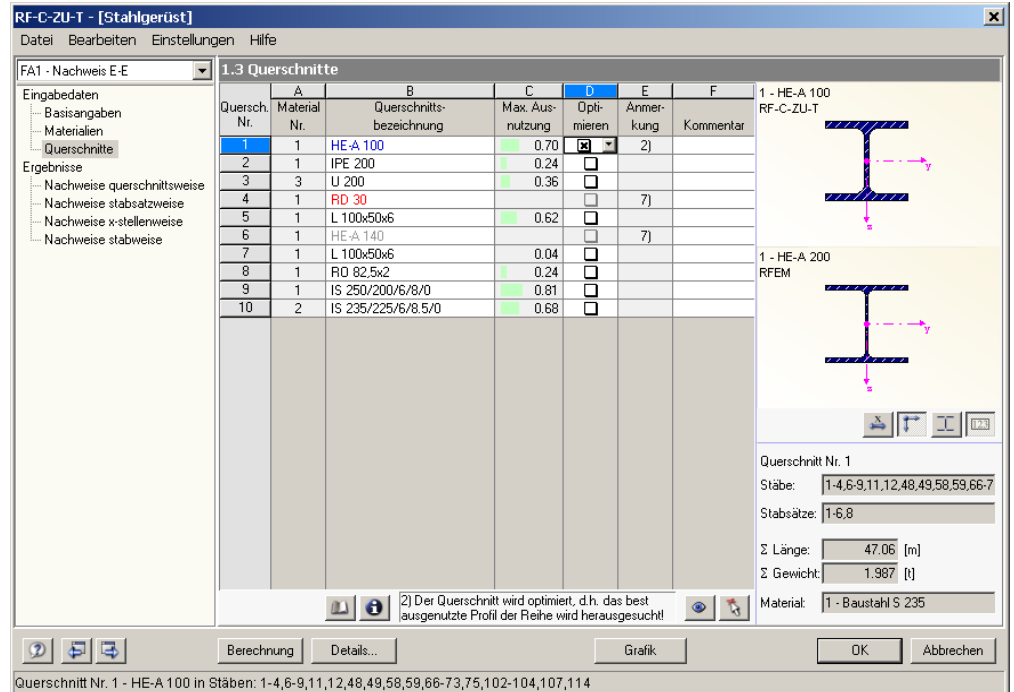 RF-C-ZU-T - [Stahlgerüst]
Datei Bearbeiten Einstellungen Hilfe
FA1 - Nachweis E-E
Eingabedaten
Basisangaben
Materialien
Querschnitte
Ergebnisse
Nachweise querschnittsweise
Nachweise stabsatzweise
Nachweise x-stellenweise
Nachweise stabweise
1.3 Querschnitte
A B C D E F
Quersch. Material Querschnitts- Max. Aus- Opti- Anmer-
Nr. Nr. bezeichnung nutzung mieren kung Kommentar
1 1 HE-A 100 0.70 2)
2 1 IPE 200 0.24
3 3 U 200 0.36
4 1 RD 30 7)
5 1 L 100x50x6 0.62
6 1 HE-A 140 7)
7 1 L 100x50x6 0.04
8 1 RO 82,5x2 0.24
9 1 IS 250/200/6/8/0 0.81
10 2 IS 235/225/6/8.5/0 0.68
2) Der Querschnitt wird optimiert, d.h. das best
ausgenutzte Profil der Reihe wird herausgesucht!
1 - HE-A 100
RF-C-ZU-T
y
z
1 - HE-A 200
RFEM
y
z
x
123
Querschnitt Nr. 1
Stäbe: 1-4,6-9,11,12,48,49,58,59,66-7
Stabsätze: 1-6,8
Σ Länge: 47.06 [m]
Σ Gewicht: 1.987 [t]
Material: 1 - Baustahl S 235
Berechnung Details... Grafik OK Abbrechen
Querschnitt Nr. 1 - HE-A 100 in Stäben: 1-4,6-9,11,12,48,49,58,59,66-73,75,102-104,107,114